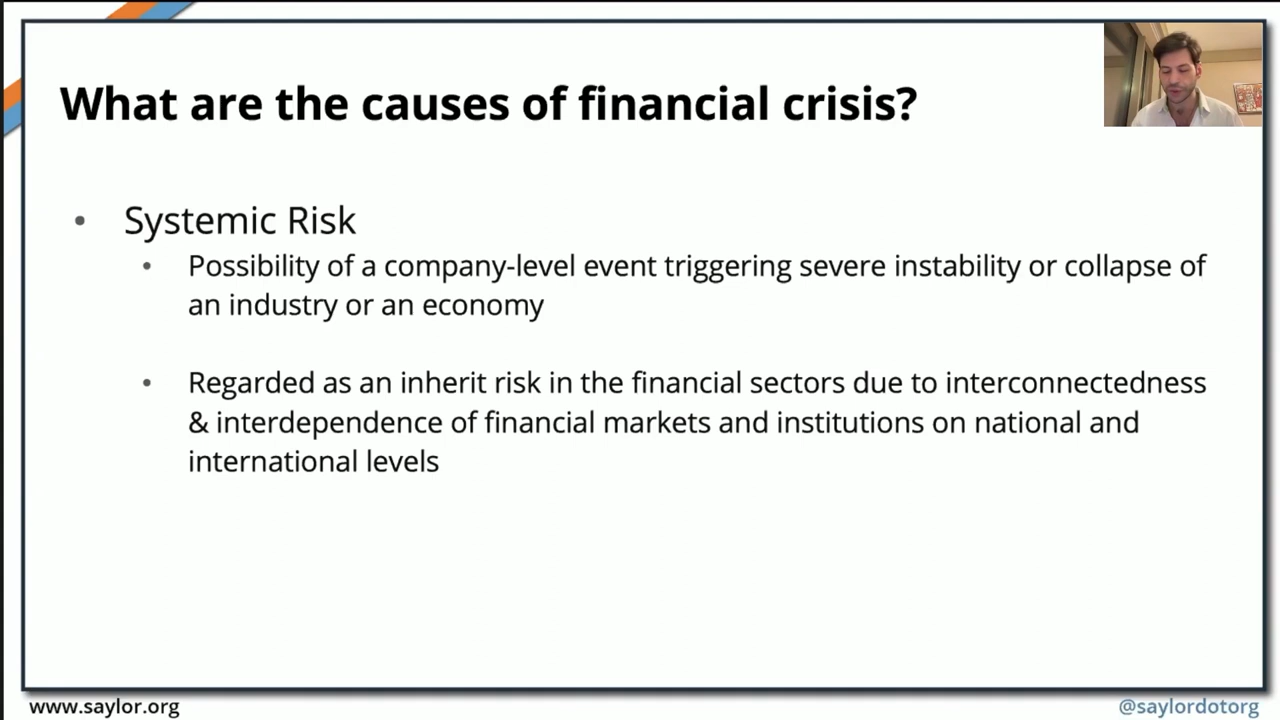 What are the causes of financial crisis?
• Systemic Risk
• Possibility of a company-level event triggering severe instability or collapse of
an industry or an economy
• Regarded as an inherit risk in the financial sectors due to interconnectedness
& interdependence of financial markets and institutions on national and
international levels
www.saylor.org
@saylordotorg